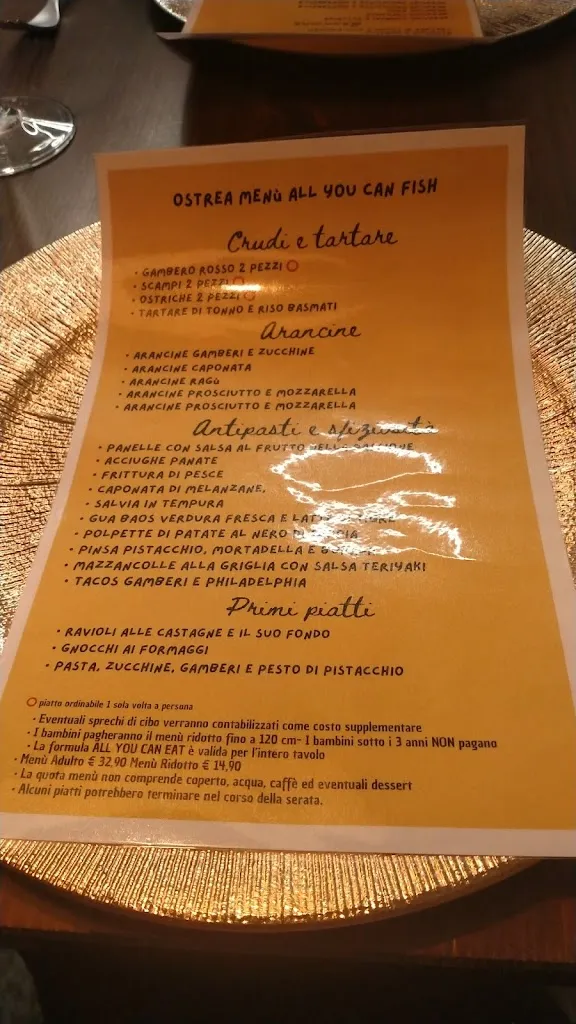 OSTREA MENÙ ALL YOU CAN FISH
Crudi e tartare
· GAMBERO ROSSO 2 PEZZI
· SCAMPI 2 PEZZI
· OSTRICHE 2 PEZZI
· TARTARE DI TONNO E RISO BASMATI
Arancine
· ARANCINE GAMBERI E ZUCCHINE
· ARANCINE CAPONATA
· ARANCINE RAGÙ
· ARANCINE PROSCIUTTO E MOZZARELLA
· ARANCINE PROSCIUTTO E MOZZARELLA
Antipasti e sfiziosità
· PANELLE CON SALSA AL FRUTTO DELLA PASSIONE
· ACCIUGHE PANATE
· FRITTURA DI PESCE
· CAPONATA DI MELANZANE,
· SALVIA IN TEMPURA
· GUA BAOS VERDURA FRESCA E LATTE DI TIGRE
· POLPETTE DI PATATE AL NERO DI SEPPIA
· PINSA PISTACCHIO, MORTADELLA E
· MAZZANCOLLE ALLA GRIGLIA CON SALSA TERIYAKI
· TACOS GAMBERI E PHILADELPHIA
Primi piatti
· RAVIOLI ALLE CASTAGNE E IL SUO FONDO
· GNOCCHI AI FORMAGGI
· PASTA, ZUCCHINE, GAMBERI E PESTO DI PISTACCHIO
piatto ordinabile 1 sola volta a persona
· Eventuali sprechi di cibo verranno contabilizzati come costo supplementare
· I bambini pagheranno il menù ridotto fino a 120 cm- I bambini sotto i 3 anni NON pagano
· La formula ALL YOU CAN EAT è valida per l'intero tavolo
· Menù Adulto € 32,90 Menù Ridotto € 14,90
· La quota menù non comprende coperto, acqua, caffè ed eventuali dessert
· Alcuni piatti potrebbero terminare nel corso della serata.